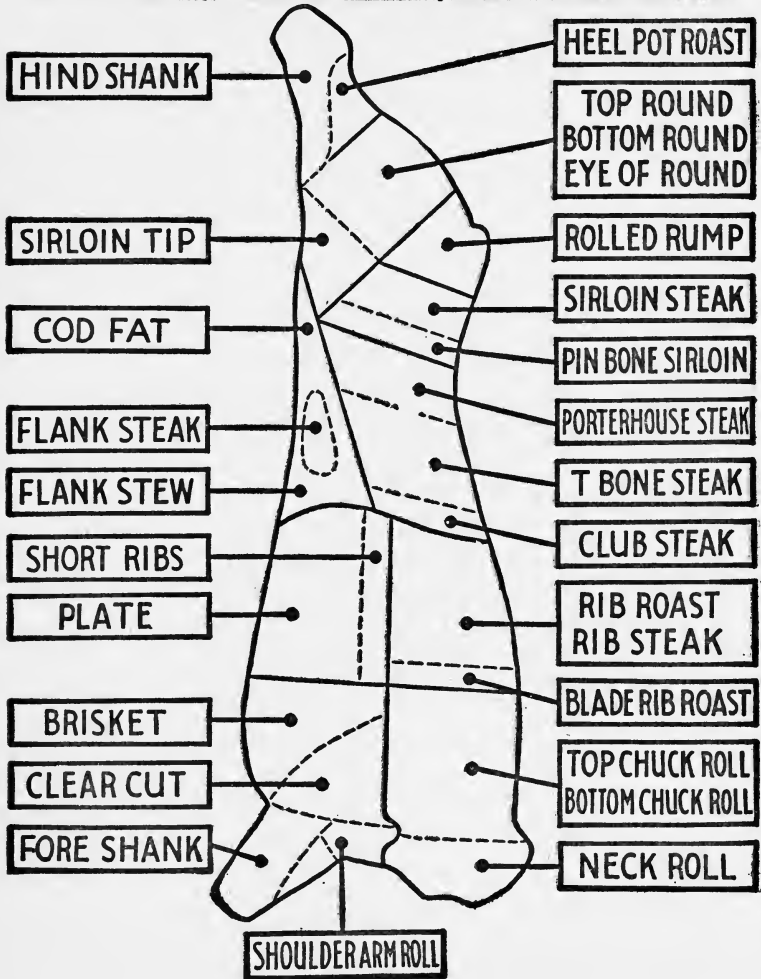 HIND SHANK
SIRLOIN TIP
COD FAT
FLANK STEAK
FLANK STEW
SHORT RIBS
PLATE
BRISKET
CLEAR CUT
FORE SHANK
SHOULDER ARM ROLL
HEEL POT ROAST
TOP ROUND
BOTTOM ROUND
EYE OF ROUND
ROLLED RUMP
SIRLOIN STEAK
PIN BONE SIRLOIN
PORTERHOUSE STEAK
T BONE STEAK
CLUB STEAK
RIB ROAST
RIB STEAK
BLADE RIB ROAST
TOP CHUCK ROLL
BOTTOM CHUCK ROLL
NECK ROLL